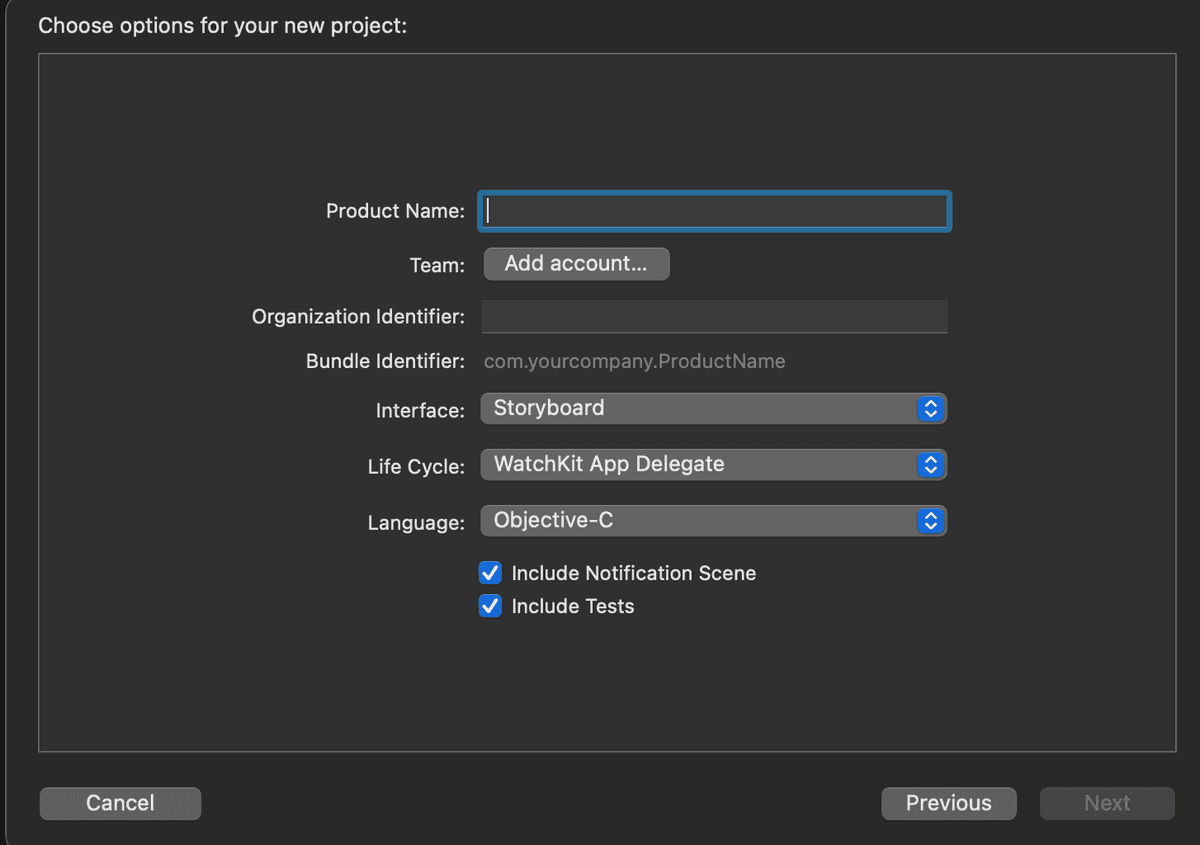 Choose options for your new project:
Product Name:
Team: Add account...
Organization Identifier:
Bundle Identifier: com.yourcompany.ProductName
Interface: Storyboard
Life Cycle: WatchKit App Delegate
Language: Objective-C
Include Notification Scene
Include Tests
Cancel Previous Next